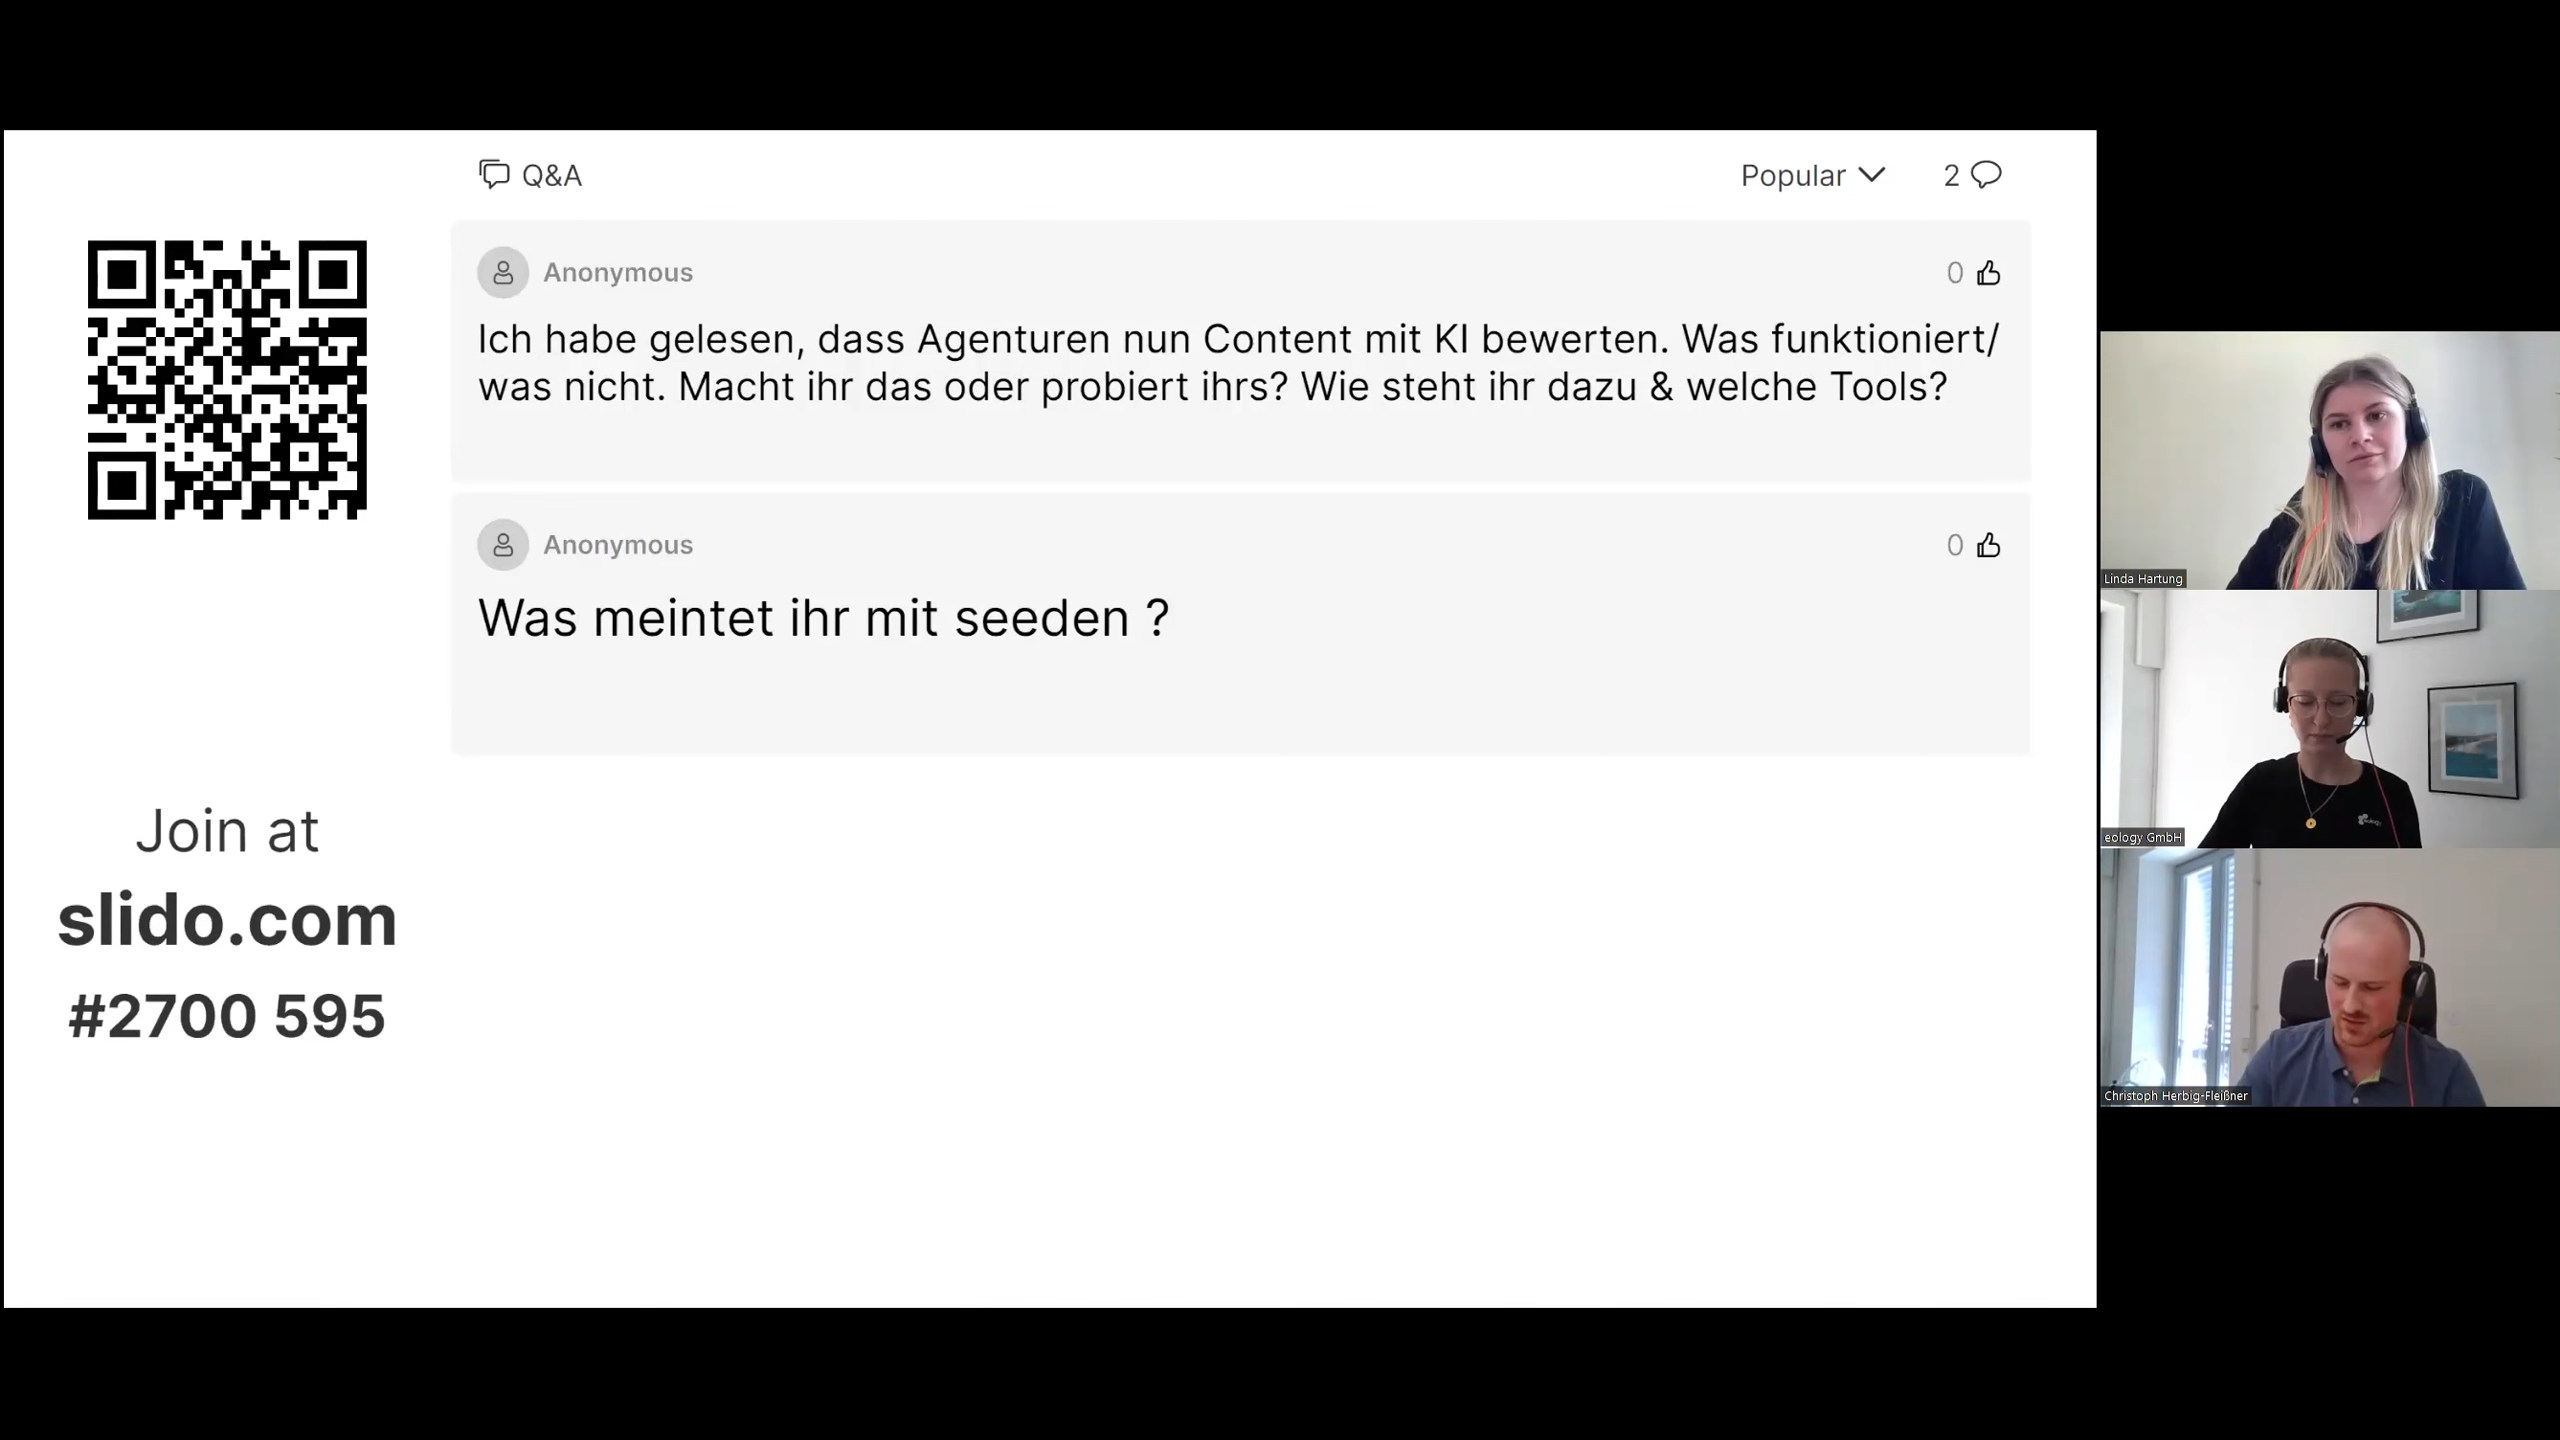 Q&A
Popular
2
Anonymous
0
Ich habe gelesen, dass Agenturen nun Content mit KI bewerten. Was funktioniert/
was nicht. Macht ihr das oder probiert ihrs? Wie steht ihr dazu & welche Tools?
Anonymous
0
Was meintet ihr mit seeden ?
Join at
slido.com
#2700 595
Linda Hartung
eology GmbH
eology
Christoph Herbig-Fleißner